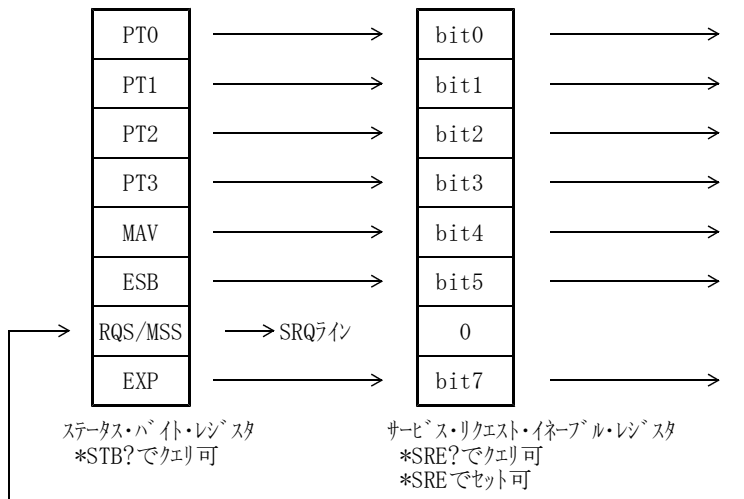 PT0 bit0
PT1 bit1
PT2 bit2
PT3 bit3
MAV bit4
ESB bit5
RQS/MSS SRQライン 0
EXP bit7
ステータス・バイト・レジスタ サービス・リクエスト・イネーブル・レジスタ
*STB?でクエリ可 *SRE?でクエリ可
*SREでセット可